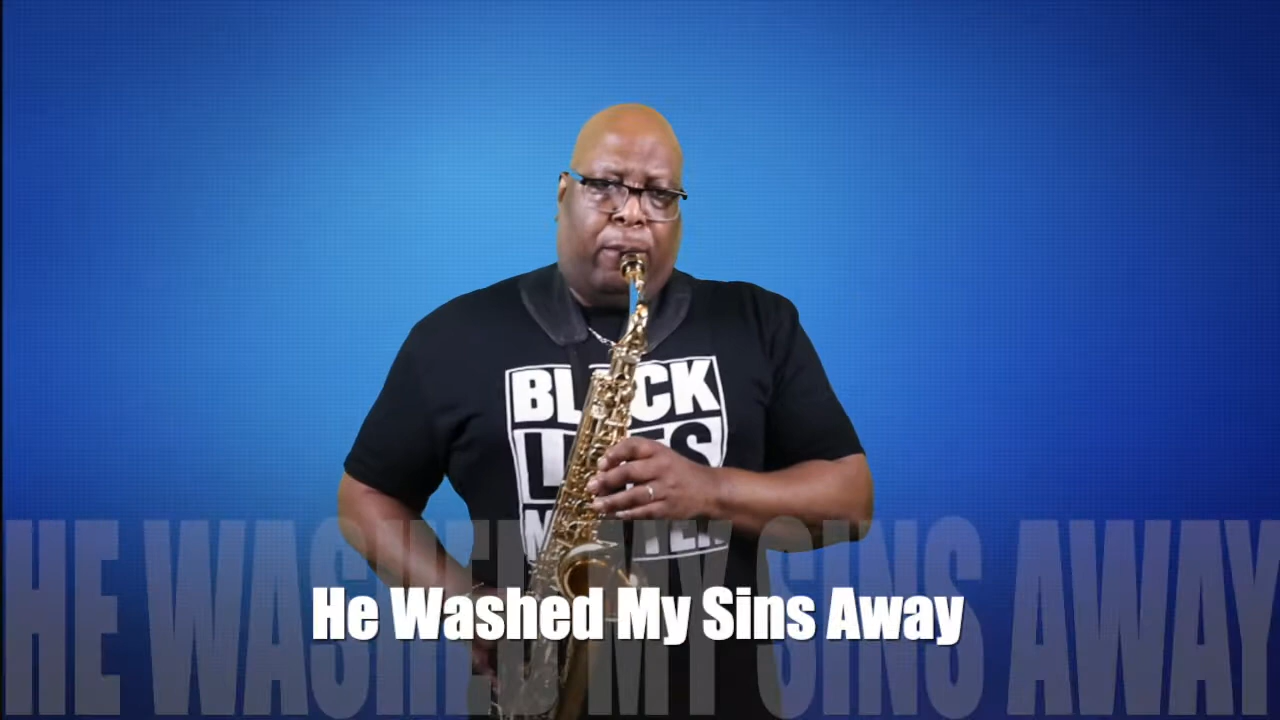 BLACK
LIVES
MATTER
HE WASHED MY SINS AWAY
He Washed My Sins Away